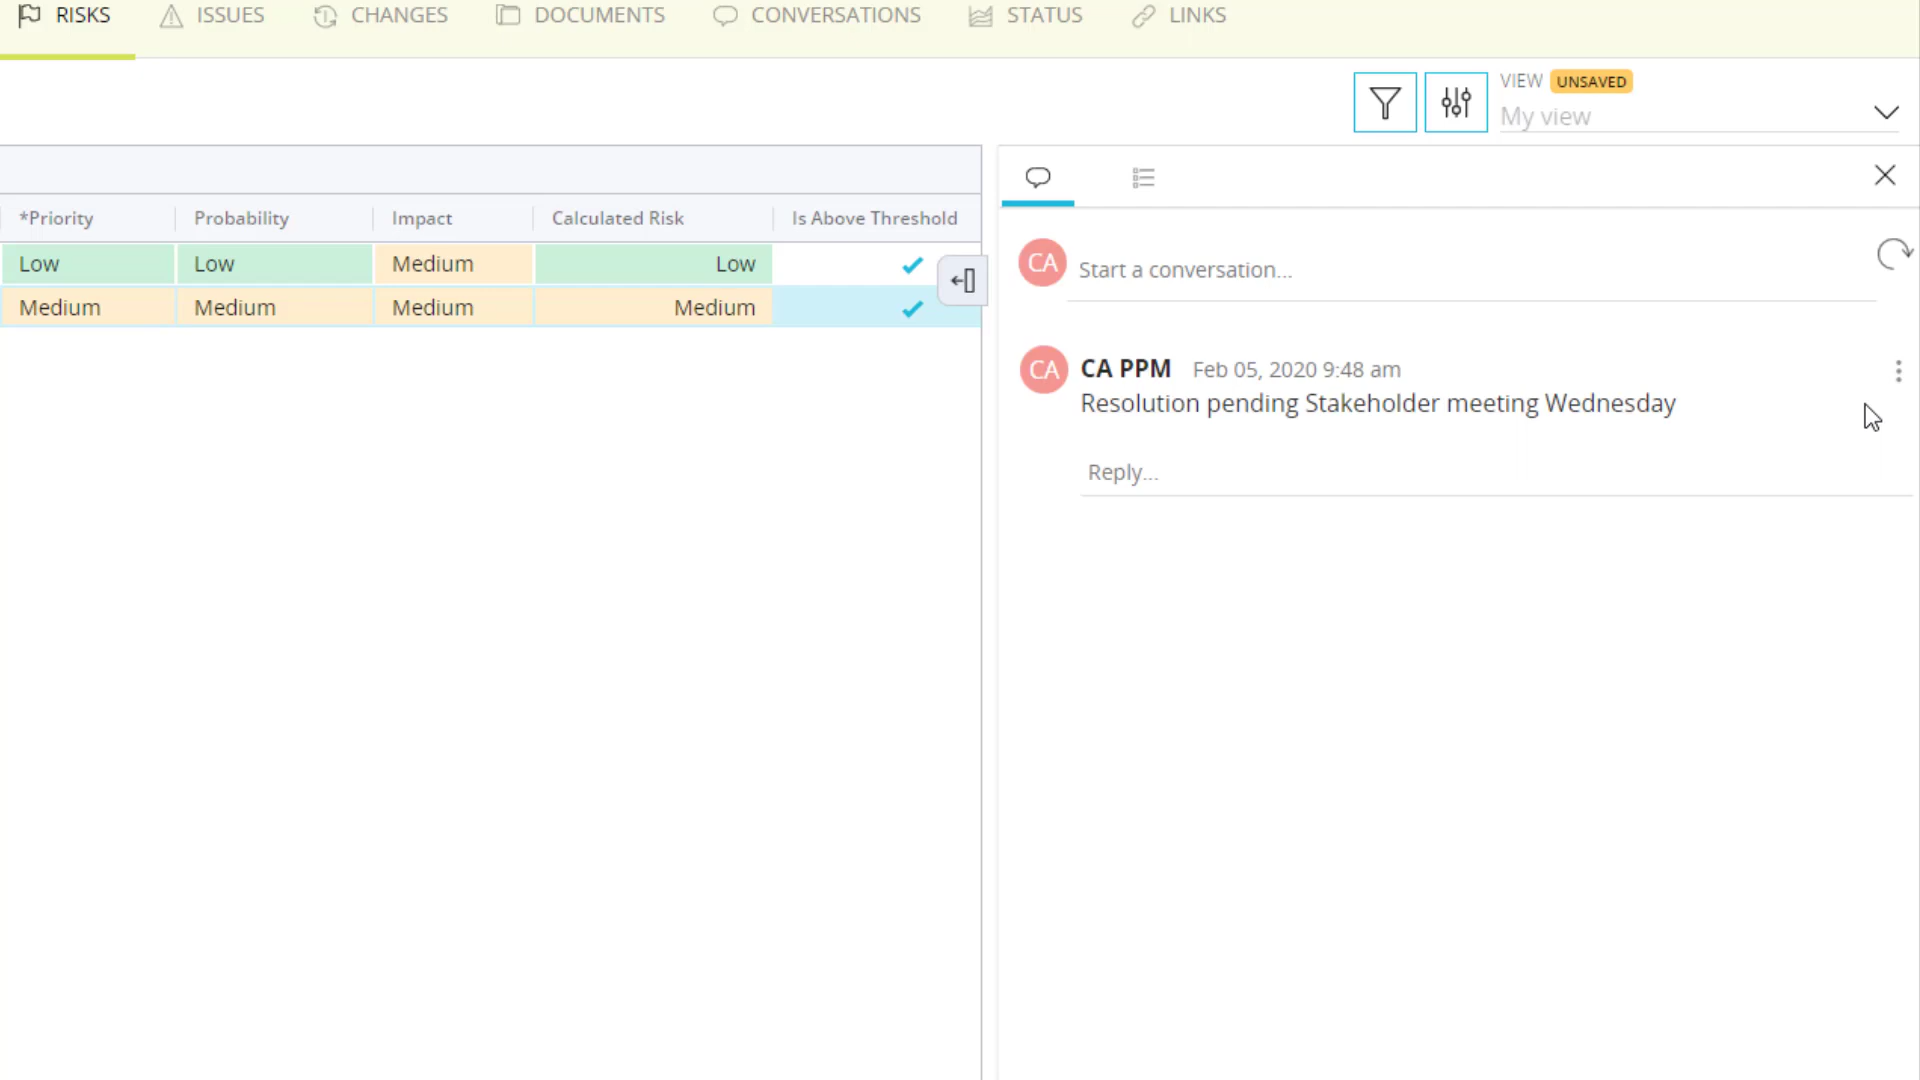 RISKS ISSUES CHANGES DOCUMENTS CONVERSATIONS STATUS LINKS
VIEW UNSAVED
My view
*Priority Probability Impact Calculated Risk Is Above Threshold
Low Low Medium Low
Medium Medium Medium Medium
CA Start a conversation...
CA CA PPM Feb 05, 2020 9:48 am
Resolution pending Stakeholder meeting Wednesday
Reply...